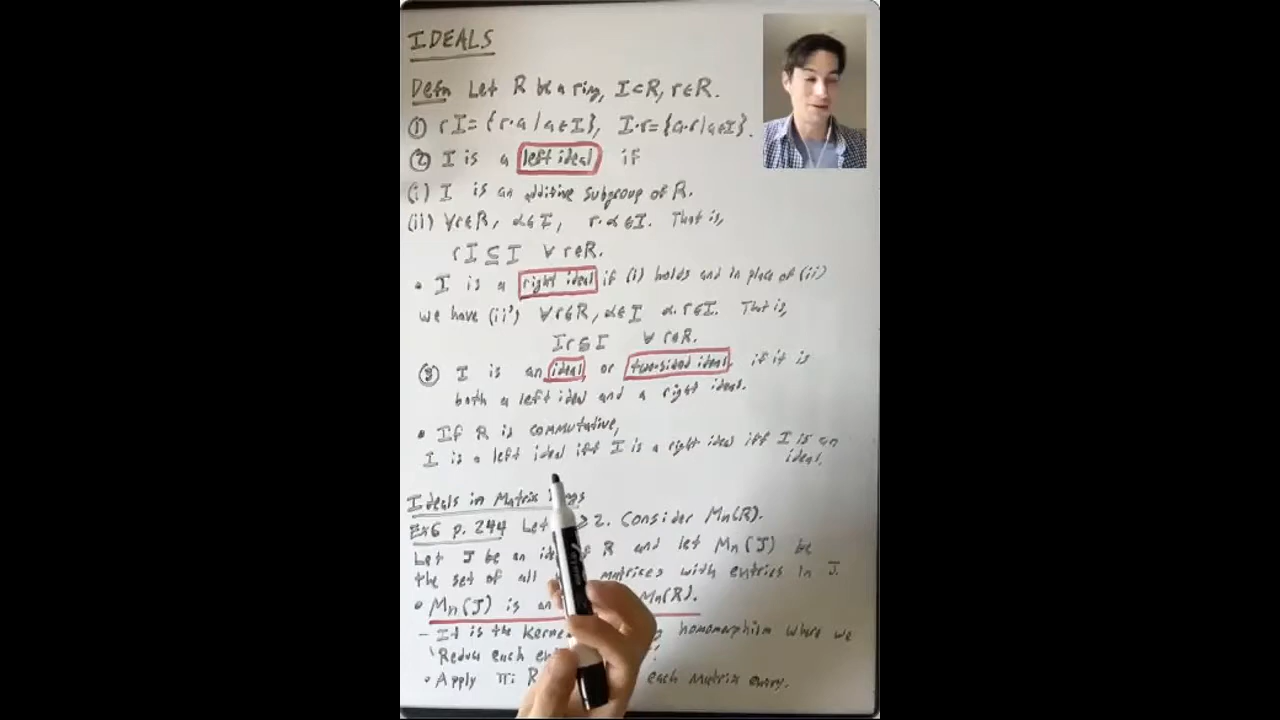 IDEALS
Defn Let R be a ring, I⊂R, r∈R.
① rI = {r·a | a∈I}, I·r = {a·r | a∈I}.
② I is a left ideal if
(i) I is an additive subgroup of R.
(ii) ∀r∈R, α∈I, r·α∈I. That is,
rI ⊆ I ∀ r∈R.
• I is a right ideal if (i) holds and in place of (ii)
we have (ii') ∀r∈R, α∈I α·r∈I. That is,
Ir ⊆ I ∀ r∈R.
③ I is an ideal or two-sided ideal, if it is
both a left ideal and a right ideal.
• If R is commutative,
I is a left ideal iff I is a right ideal iff I is an
ideal.
Ideals in Matrix
Ex6 p. 244 Let ≥ 2. Consider Mn(R).
Let J be an R and let Mn(J) be
the set of all matrices with entries in J.
• Mn(J) is an Mn(R).
- It is the homomorphism where we
"Reduce each
• Apply π: R each matrix entry.